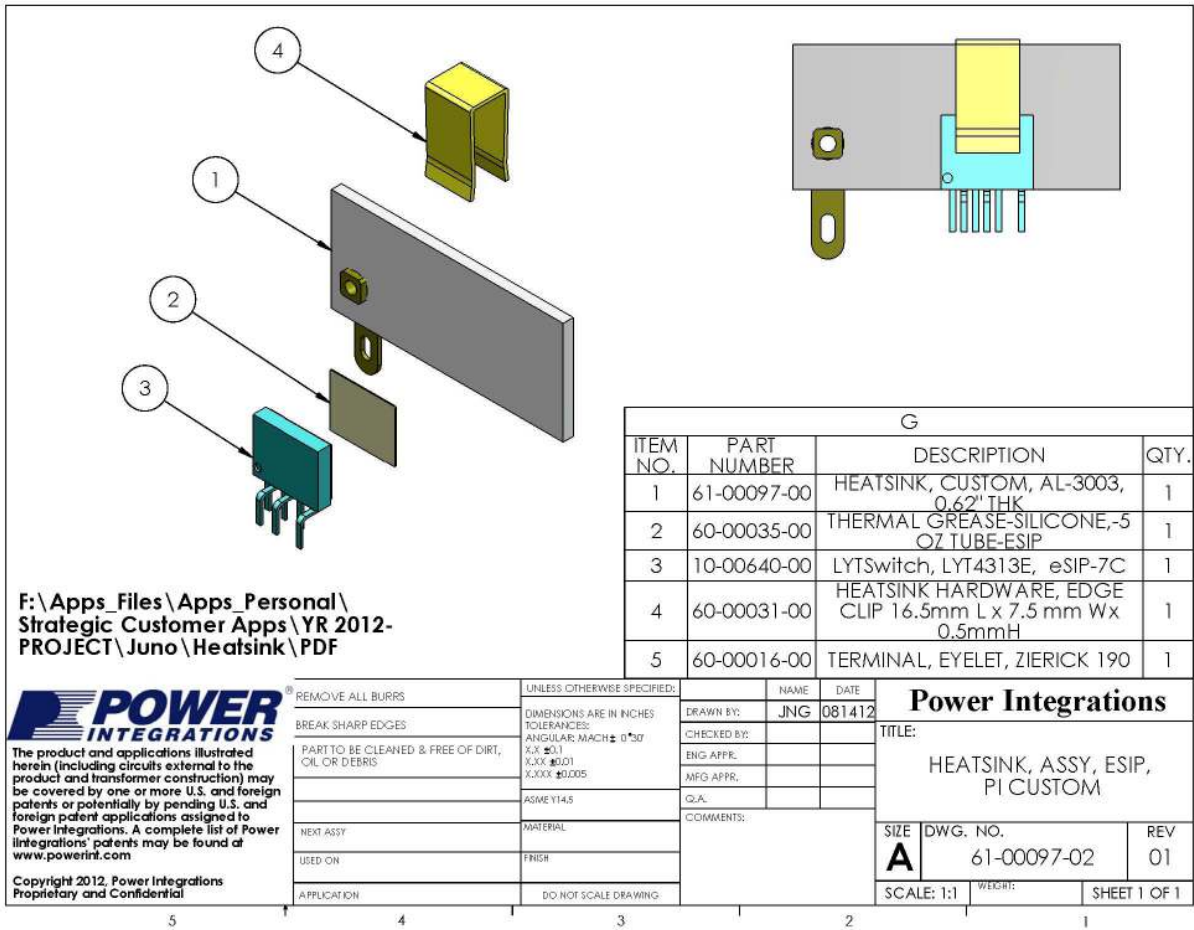 4
1
2
3
G
ITEM NO. PART NUMBER DESCRIPTION QTY.
1 61-00097-00 HEATSINK, CUSTOM, AL-3003, 0.62" THK 1
2 60-00035-00 THERMAL GREASE-SILICONE,-5 OZ TUBE-ESIP 1
3 10-00640-00 LYTSwitch, LYT4313E, eSIP-7C 1
4 60-00031-00 HEATSINK HARDWARE, EDGE CLIP 16.5mm L x 7.5 mm W x 0.5mmH 1
5 60-00016-00 TERMINAL, EYELET, ZIERICK 190 1
F:\Apps_Files\Apps_Personal\
Strategic Customer Apps\YR 2012-
PROJECT\Juno\Heatsink\PDF
POWER
INTEGRATIONS
®
The product and applications illustrated
herein (including circuits external to the
product and transformer construction) may
be covered by one or more U.S. and foreign
patents or potentially by pending U.S. and
foreign patent applications assigned to
Power Integrations. A complete list of Power
iIntegrations' patents may be found at
www.powerint.com
Copyright 2012, Power Integrations
Proprietary and Confidential
REMOVE ALL BURRS
BREAK SHARP EDGES
PART TO BE CLEANED & FREE OF DIRT,
OIL OR DEBRIS
NEXT ASSY
USED ON
APPLICATION
UNLESS OTHERWISE SPECIFIED:
DIMENSIONS ARE IN INCHES
TOLERANCES:
ANGULAR: MACH± 0°30'
X.X ±0.1
X.XX ±0.01
X.XXX ±0.005
ASME Y14.5
MATERIAL
FINISH
DO NOT SCALE DRAWING
NAME DATE
DRAWN BY: JNG 081412
CHECKED BY:
ENG APPR.
MFG APPR.
Q.A.
COMMENTS:
Power Integrations
TITLE:
HEATSINK, ASSY, ESIP,
PI CUSTOM
SIZE DWG. NO. REV
A 61-00097-02 01
SCALE: 1:1 WEIGHT: SHEET 1 OF 1
5 4 3 2 1